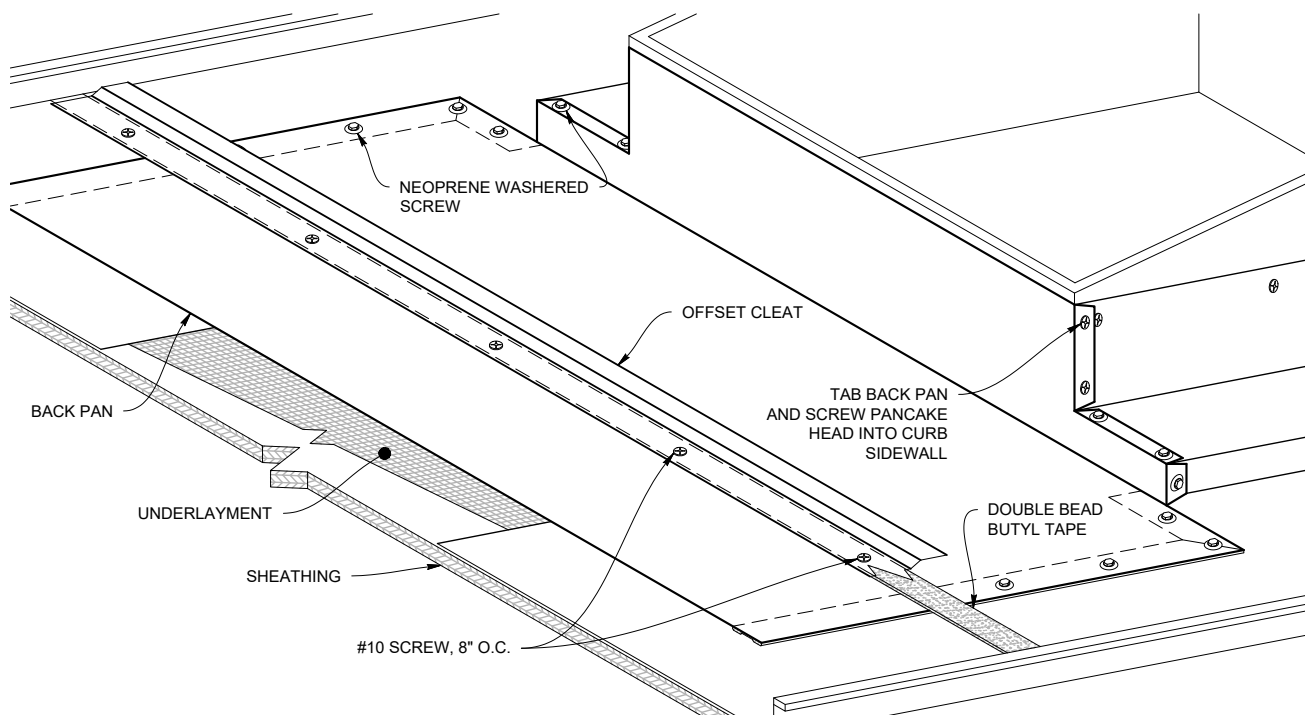 NEOPRENE WASHERED
SCREW
OFFSET CLEAT
TAB BACK PAN
AND SCREW PANCAKE
HEAD INTO CURB
SIDEWALL
BACK PAN
UNDERLAYMENT
DOUBLE BEAD
BUTYL TAPE
SHEATHING
#10 SCREW, 8" O.C.